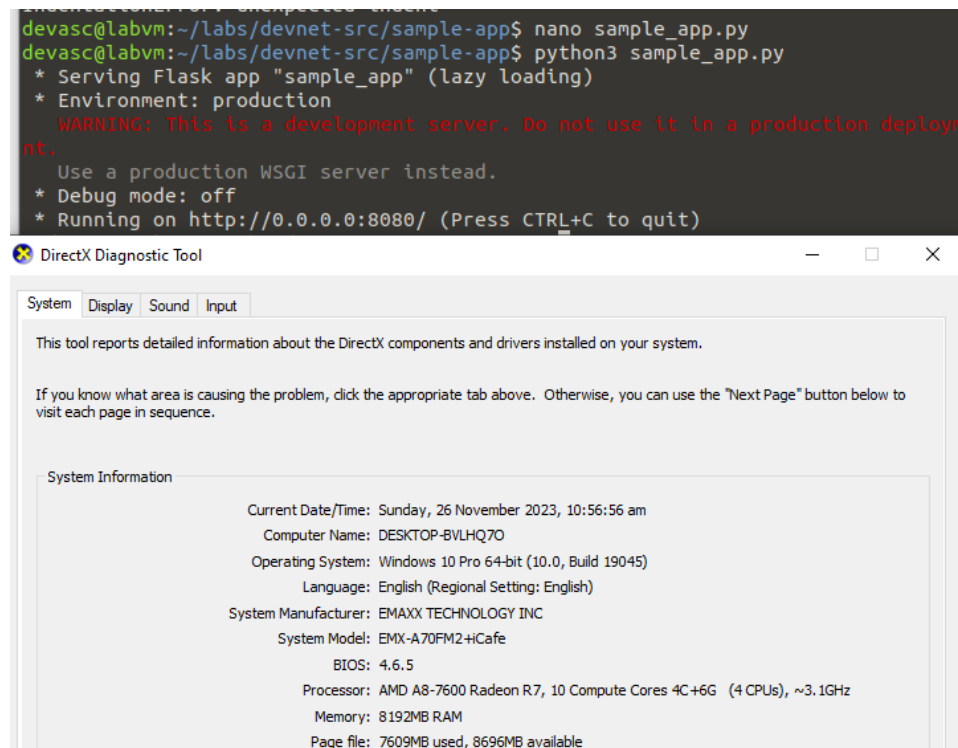 IndentationError: unexpected indent
devasc@labvm:~/labs/devnet-src/sample-app$ nano sample_app.py
devasc@labvm:~/labs/devnet-src/sample-app$ python3 sample_app.py
* Serving Flask app "sample_app" (lazy loading)
* Environment: production
WARNING: This is a development server. Do not use it in a production deploym
nt.
Use a production WSGI server instead.
* Debug mode: off
* Running on http://0.0.0.0:8080/ (Press CTRL+C to quit)
DirectX Diagnostic Tool
System Display Sound Input
This tool reports detailed information about the DirectX components and drivers installed on your system.
If you know what area is causing the problem, click the appropriate tab above. Otherwise, you can use the "Next Page" button below to
visit each page in sequence.
System Information
Current Date/Time: Sunday, 26 November 2023, 10:56:56 am
Computer Name: DESKTOP-BVLHQ7O
Operating System: Windows 10 Pro 64-bit (10.0, Build 19045)
Language: English (Regional Setting: English)
System Manufacturer: EMAXX TECHNOLOGY INC
System Model: EMX-A70FM2+iCafe
BIOS: 4.6.5
Processor: AMD A8-7600 Radeon R7, 10 Compute Cores 4C+6G (4 CPUs), ~3.1GHz
Memory: 8192MB RAM
Page file: 7609MB used, 8696MB available